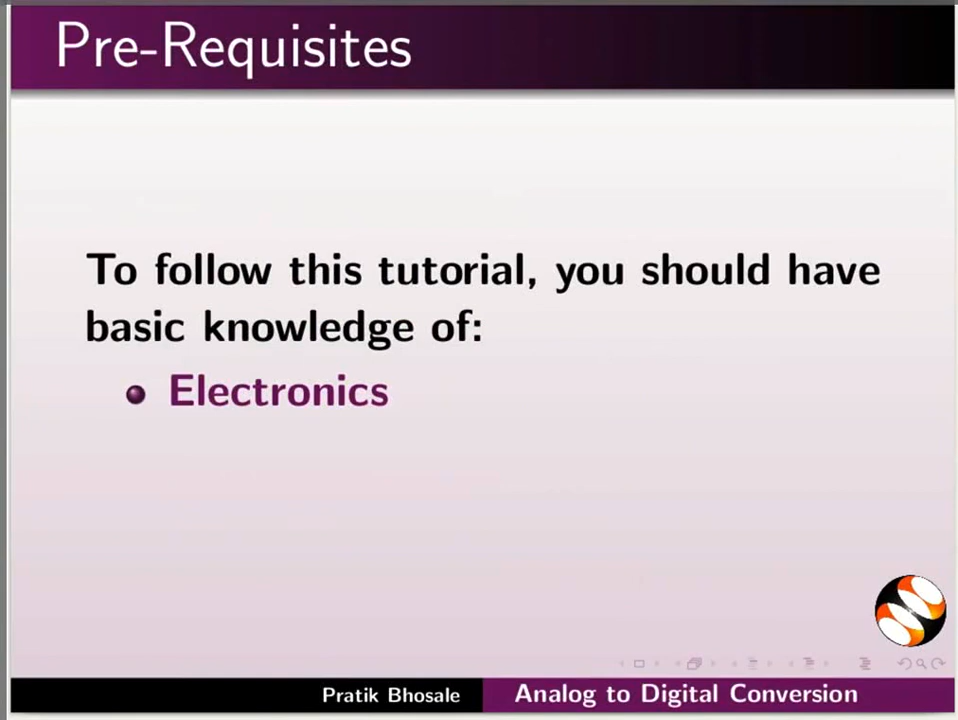 Pre-Requisites
To follow this tutorial, you should have
basic knowledge of:
Electronics
Pratik Bhosale
Analog to Digital Conversion